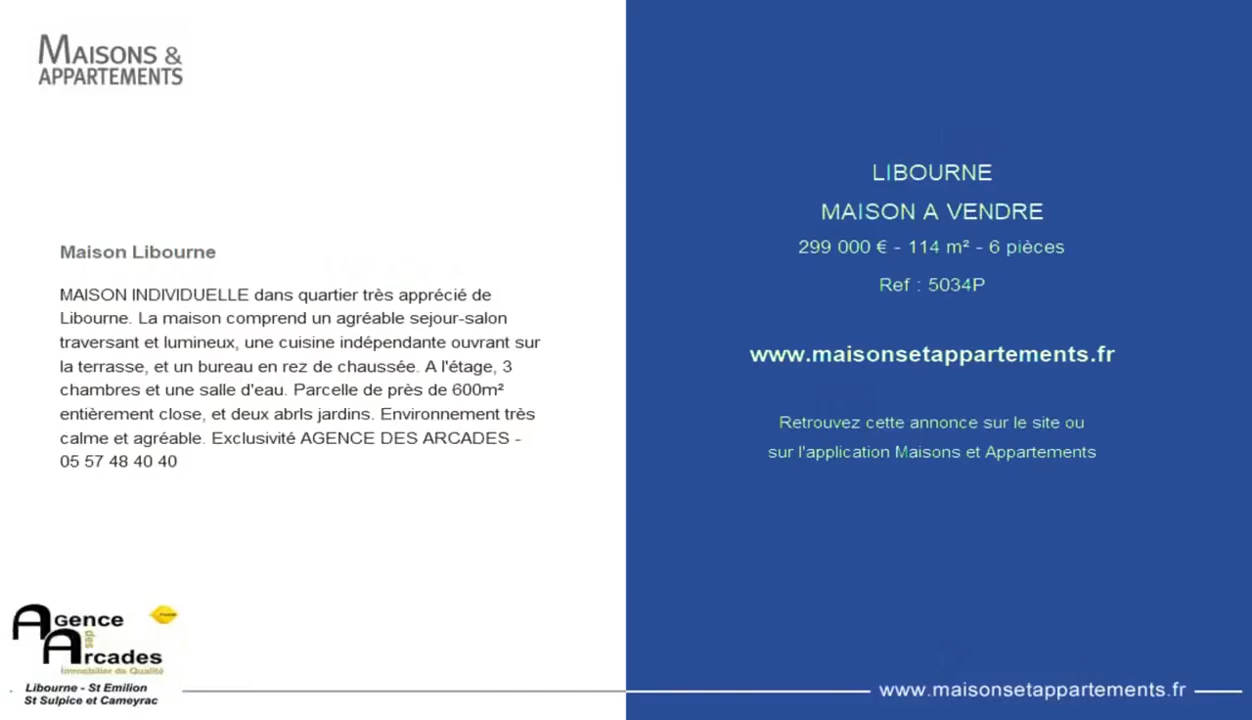 MAISONS &
APPARTEMENTS
Maison Libourne
MAISON INDIVIDUELLE dans quartier très apprécié de
Libourne. La maison comprend un agréable sejour-salon
traversant et lumineux, une cuisine indépendante ouvrant sur
la terrasse, et un bureau en rez de chaussée. A l'étage, 3
chambres et une salle d'eau. Parcelle de près de 600m²
entièrement close, et deux abrls jardins. Environnement très
calme et agréable. Exclusivité AGENCE DES ARCADES -
05 57 48 40 40
Agence
des
Arcades
Immobilier de Qualité
Libourne - St Emilion
St Sulpice et Cameyrac
LIBOURNE
MAISON A VENDRE
299 000 € - 114 m² - 6 pièces
Ref : 5034P
www.maisonsetappartements.fr
Retrouvez cette annonce sur le site ou
sur l'application Maisons et Appartements
www.maisonsetappartements.fr